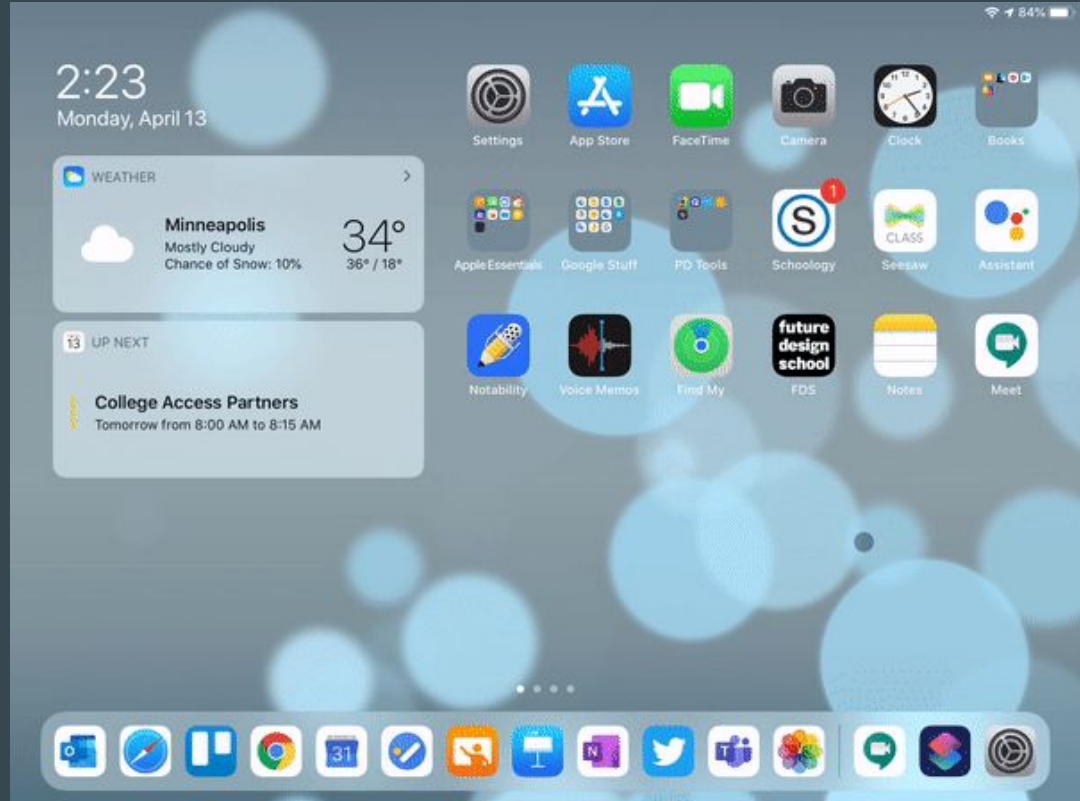 84%
2:23
Monday, April 13
WEATHER
Minneapolis
Mostly Cloudy
Chance of Snow: 10%
34°
36° / 18°
13 UP NEXT
College Access Partners
Tomorrow from 8:00 AM to 8:15 AM
Settings App Store FaceTime Camera Clock Books
S 1 CLASS
Apple Essentials Google Stuff PD Tools Schoology Seesaw Assistant
future
design
school
Notability Voice Memos Find My FDS Notes Meet
31 N T